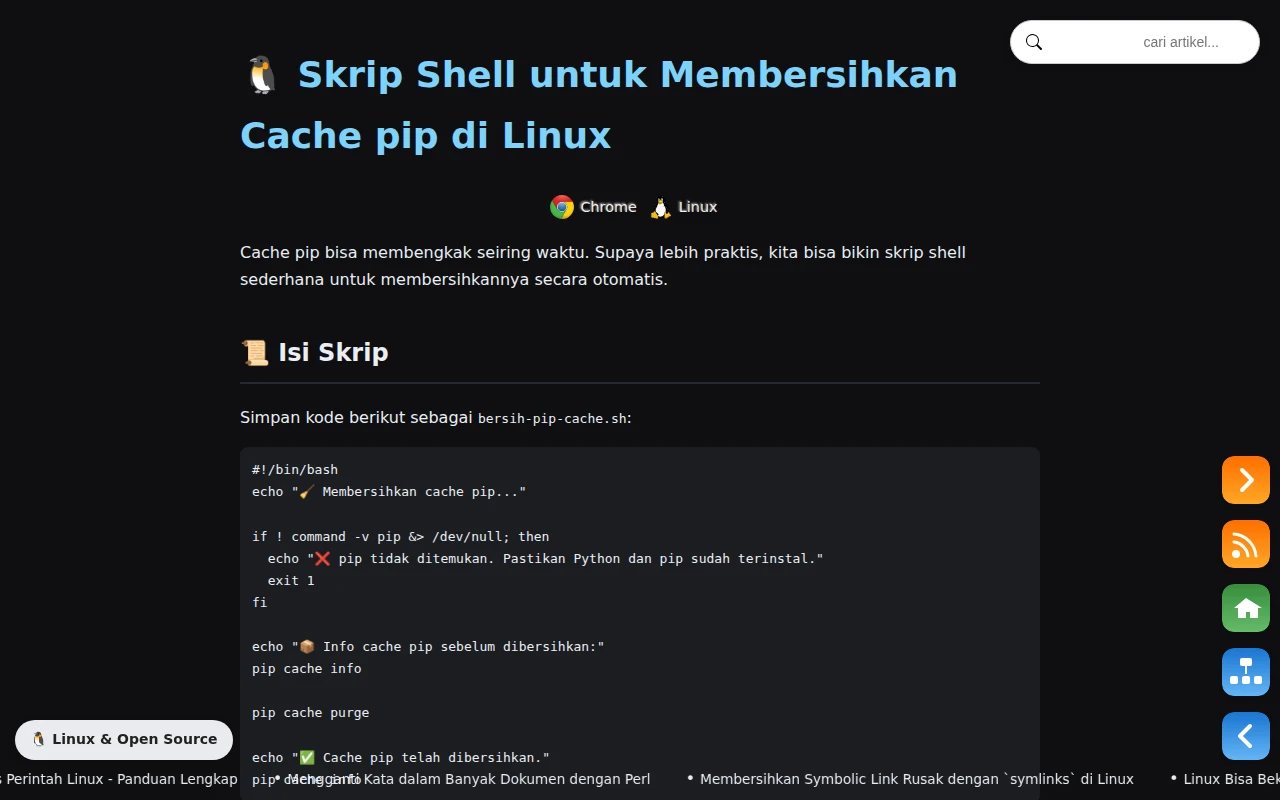 cari artikel...
🐧 Skrip Shell untuk Membersihkan
Cache pip di Linux
Chrome Linux
Cache pip bisa membengkak seiring waktu. Supaya lebih praktis, kita bisa bikin skrip shell
sederhana untuk membersihkannya secara otomatis.
📜 Isi Skrip
Simpan kode berikut sebagai bersih-pip-cache.sh:
#!/bin/bash
echo "🧹 Membersihkan cache pip..."
if ! command -v pip &> /dev/null; then
  echo "❌ pip tidak ditemukan. Pastikan Python dan pip sudah terinstal."
  exit 1
fi
echo "📦 Info cache pip sebelum dibersihkan:"
pip cache info
pip cache purge
echo "✅ Cache pip telah dibersihkan."
pip cache info
🐧 Linux & Open Source
s Perintah Linux - Panduan Lengkap • Mengganti Kata dalam Banyak Dokumen dengan Perl • Membersihkan Symbolic Link Rusak dengan `symlinks` di Linux • Linux Bisa Bek